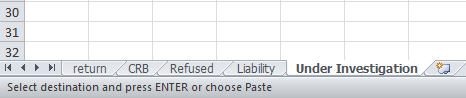 30
31
32
return CRB Refused Liability Under Investigation
Select destination and press ENTER or choose Paste